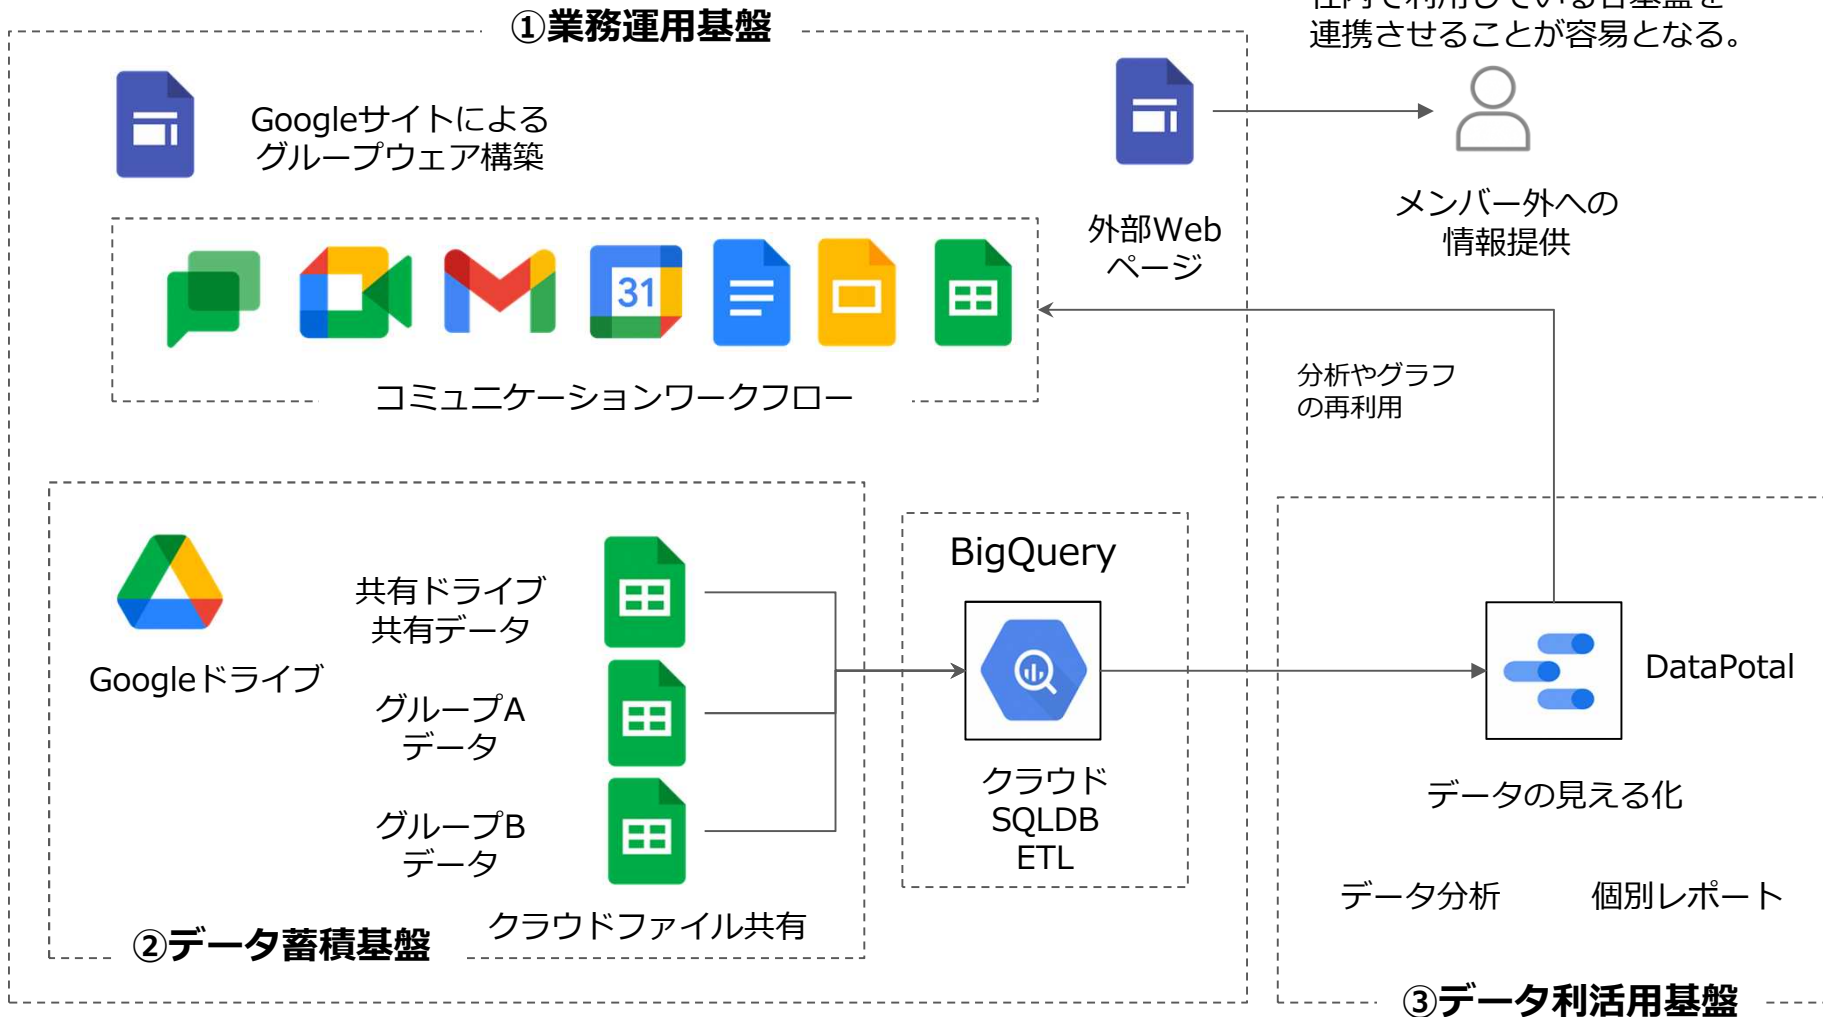 ①業務運用基盤
連携させることが容易となる。
Googleサイトによる
グループウェア構築
外部Web
ページ
メンバー外への
情報提供
31
コミュニケーションワークフロー
分析やグラフ
の再利用
Googleドライブ
共有ドライブ
共有データ
グループA
データ
グループB
データ
クラウドファイル共有
②データ蓄積基盤
BigQuery
クラウド
SQLDB
ETL
DataPotal
データの見える化
データ分析
個別レポート
③データ利活用基盤